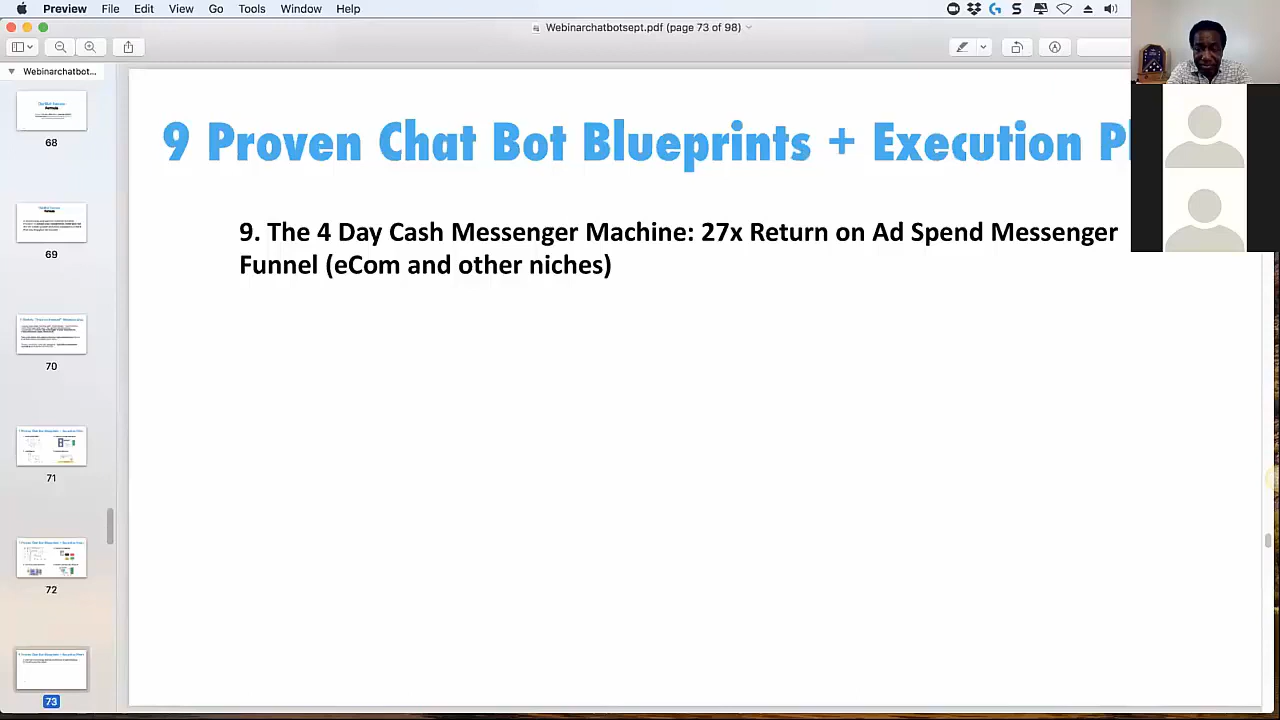 Preview File Edit View Go Tools Window Help
Webinarchatbotsept.pdf (page 73 of 98)
Webinarchatbot...
68
69
70
71
72
73
9 Proven Chat Bot Blueprints + Execution
9. The 4 Day Cash Messenger Machine: 27x Return on Ad Spend Messenger
Funnel (eCom and other niches)